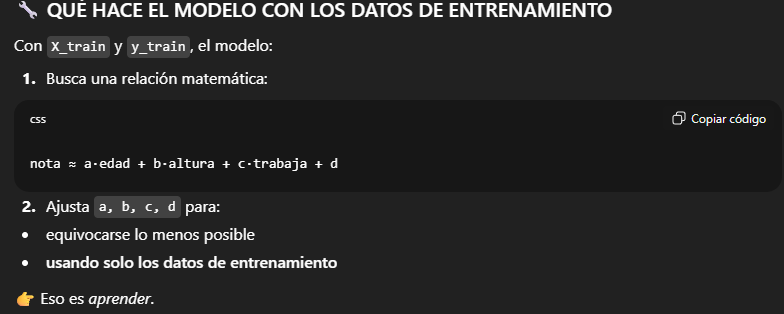 🔧 QUÉ HACE EL MODELO CON LOS DATOS DE ENTRENAMIENTO
Con X_train y y_train, el modelo:
1. Busca una relación matemática:
css
Copiar código
nota ≈ a·edad + b·altura + c·trabaja + d
2. Ajusta a, b, c, d para:
• equivocarse lo menos posible
• usando solo los datos de entrenamiento
👉 Eso es aprender.